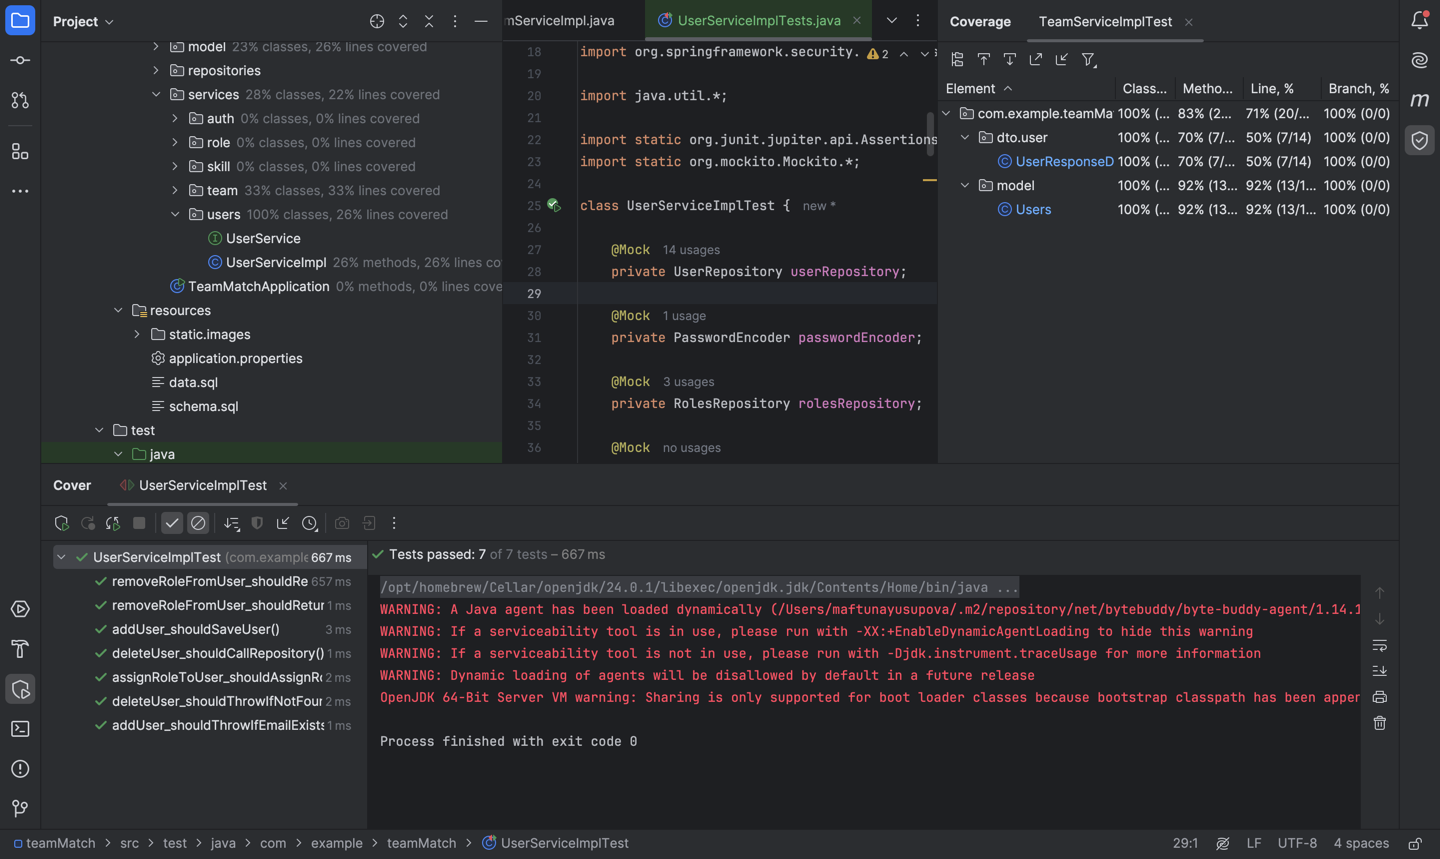 Project
mServiceImpl.java
UserServiceImplTests.java
Coverage
TeamServiceImplTest
model 23% classes, 26% lines covered
repositories
services 28% classes, 22% lines covered
auth 0% classes, 0% lines covered
role 0% classes, 0% lines covered
skill 0% classes, 0% lines covered
team 33% classes, 33% lines covered
users 100% classes, 26% lines covered
UserService
UserServiceImpl 26% methods, 26% lines co
TeamMatchApplication 0% methods, 0% lines cove
resources
static.images
application.properties
data.sql
schema.sql
test
java
18 import org.springframework.security. 2
19
20 import java.util.*;
21
22 import static org.junit.jupiter.api.Assertions
23 import static org.mockito.Mockito.*;
24
25 class UserServiceImplTest { new *
26
27 @Mock 14 usages
28 private UserRepository userRepository;
29
30 @Mock 1 usage
31 private PasswordEncoder passwordEncoder;
32
33 @Mock 3 usages
34 private RolesRepository rolesRepository;
35
36 @Mock no usages
Element Class... Metho... Line, % Branch, %
com.example.teamMa 100% (... 83% (2... 71% (20/... 100% (0/0)
dto.user 100% (... 70% (7/... 50% (7/14) 100% (0/0)
UserResponseD 100% (... 70% (7/... 50% (7/14) 100% (0/0)
model 100% (... 92% (13... 92% (13/1... 100% (0/0)
Users 100% (... 92% (13... 92% (13/1... 100% (0/0)
m
Cover UserServiceImplTest
UserServiceImplTest (com.example 667 ms
removeRoleFromUser_shouldRe 657 ms
removeRoleFromUser_shouldRetur 1 ms
addUser_shouldSaveUser() 3 ms
deleteUser_shouldCallRepository() 1 ms
assignRoleToUser_shouldAssignRo 2 ms
deleteUser_shouldThrowIfNotFour 2 ms
addUser_shouldThrowIfEmailExists 1 ms
Tests passed: 7 of 7 tests – 667 ms
/opt/homebrew/Cellar/openjdk/24.0.1/libexec/openjdk.jdk/Contents/Home/bin/java ...
WARNING: A Java agent has been loaded dynamically (/Users/maftunayusupova/.m2/repository/net/bytebuddy/byte-buddy-agent/1.14.1
WARNING: If a serviceability tool is in use, please run with -XX:+EnableDynamicAgentLoading to hide this warning
WARNING: If a serviceability tool is not in use, please run with -Djdk.instrument.traceUsage for more information
WARNING: Dynamic loading of agents will be disallowed by default in a future release
OpenJDK 64-Bit Server VM warning: Sharing is only supported for boot loader classes because bootstrap classpath has been apper
Process finished with exit code 0
teamMatch > src > test > java > com > example > teamMatch > UserServiceImplTest
29:1 LF UTF-8 4 spaces